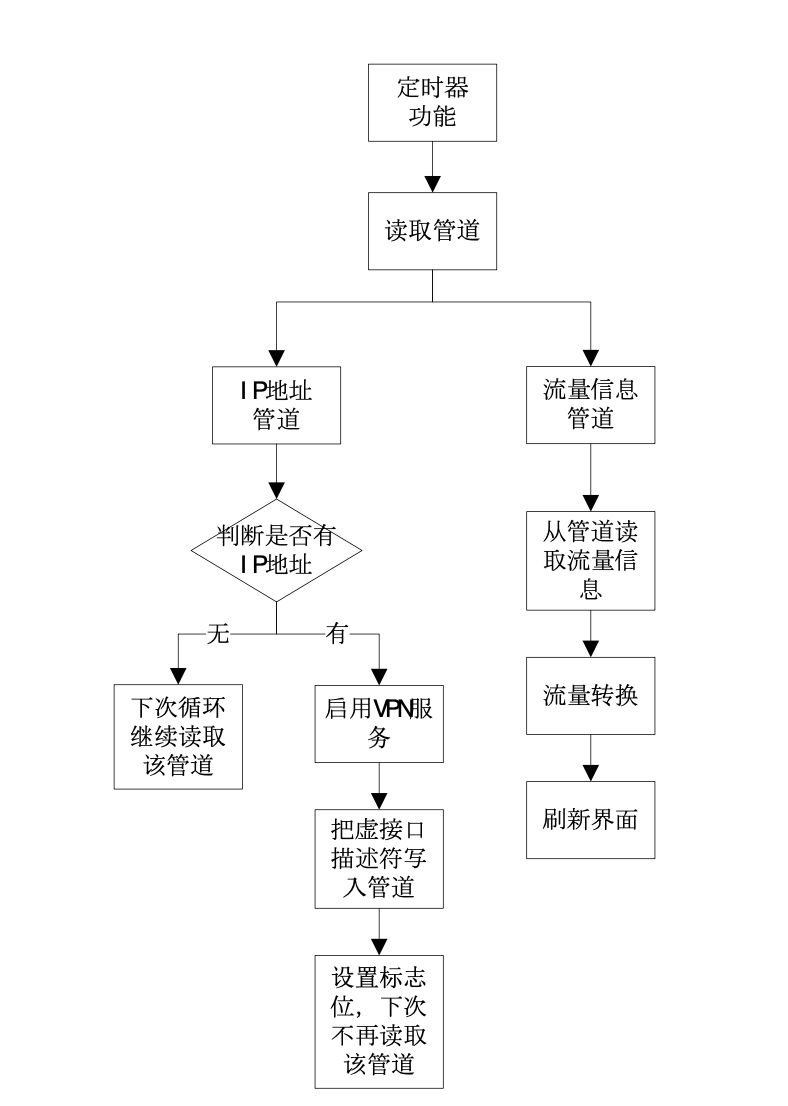 定时器
功能
读取管道
IP地址
管道
流量信息
管道
判断是否有
IP地址
从管道读
取流量信
息
无
有
下次循环
继续读取
该管道
启用VPN服
务
流量转换
把虚接口
描述符写
入管道
刷新界面
设置标志
位，下次
不再读取
该管道